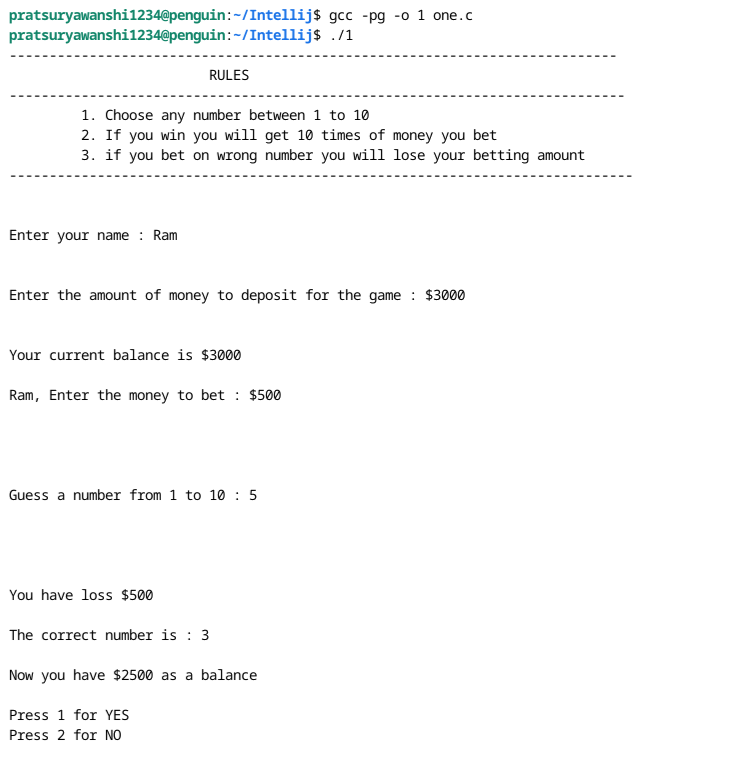 pratsuryawanshi1234@penguin:~/Intellij$ gcc -pg -o 1 one.c
pratsuryawanshi1234@penguin:~/Intellij$ ./1
----------------------------------------------------------------------------
RULES
-----------------------------------------------------------------------------
1. Choose any number between 1 to 10
2. If you win you will get 10 times of money you bet
3. if you bet on wrong number you will lose your betting amount
------------------------------------------------------------------------------
Enter your name : Ram
Enter the amount of money to deposit for the game : $3000
Your current balance is $3000
Ram, Enter the money to bet : $500
Guess a number from 1 to 10 : 5
You have loss $500
The correct number is : 3
Now you have $2500 as a balance
Press 1 for YES
Press 2 for NO